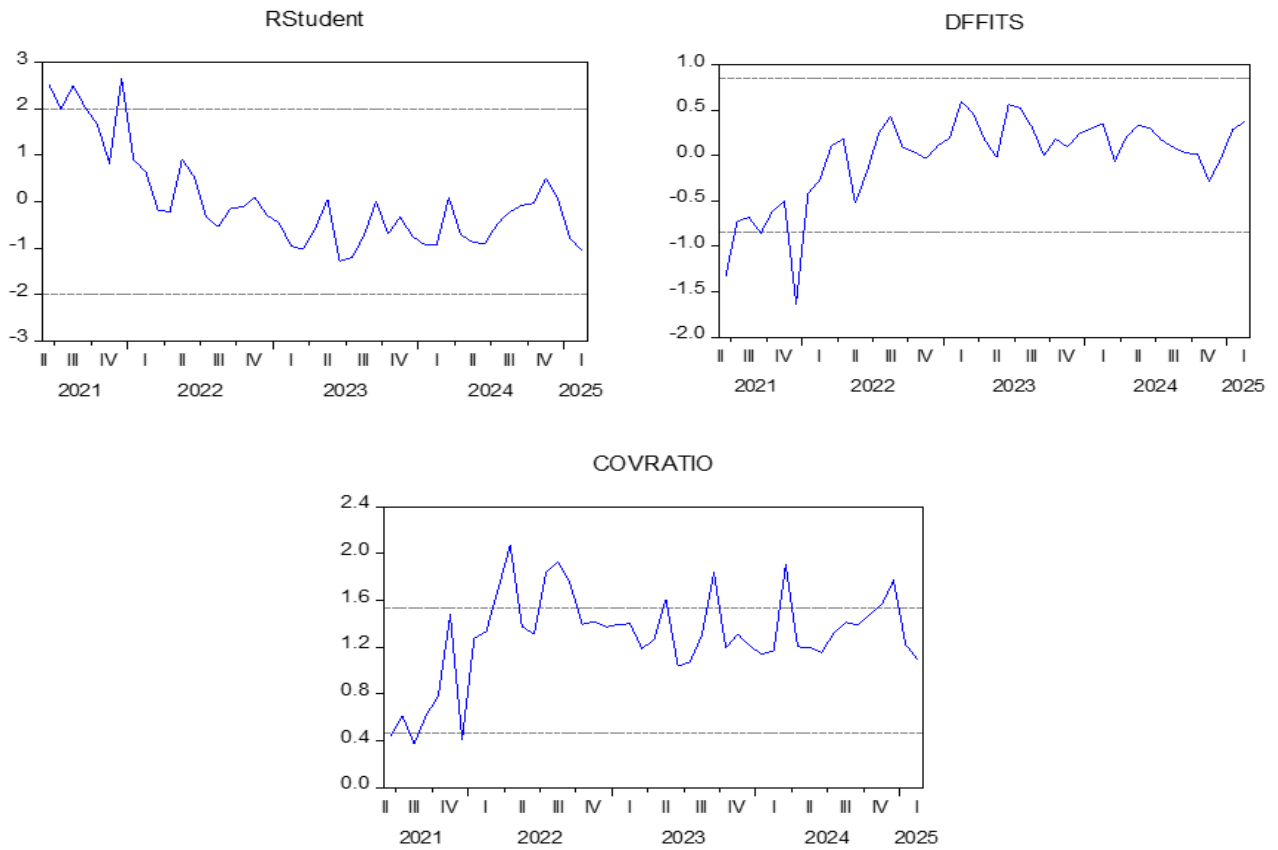 RStudent
3
2
1
0
-1
-2
-3
II III IV I II III IV I II III IV I II III IV I
2021 2022 2023 2024 2025
DFFITS
1.0
0.5
0.0
-0.5
-1.0
-1.5
-2.0
II III IV I II III IV I II III IV I II III IV I
2021 2022 2023 2024 2025
COVRATIO
2.4
2.0
1.6
1.2
0.8
0.4
0.0
II III IV I II III IV I II III IV I II III IV I
2021 2022 2023 2024 2025